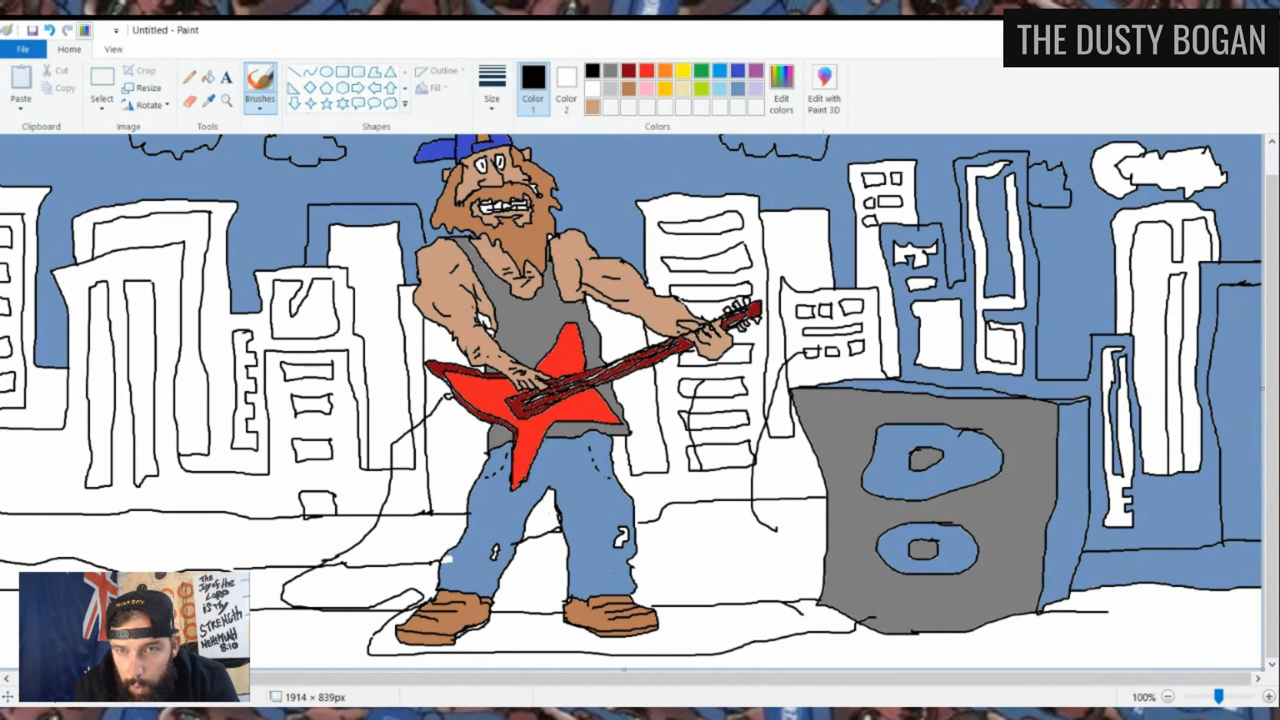 THE DUSTY BOGAN
Untitled - Paint
File
Home
View
Paste
Cut
Copy
Clipboard
Select
Crop
Resize
Rotate
Image
A
Tools
Brushes
Shapes
Outline
Fill
Size
Color
1
Color
2
Edit
colors
Colors
Edit with
Paint 3D
The
Joy of the
LORD
is my
STRENGTH
NEHEMIAH
8:10
1914 × 839px
100%